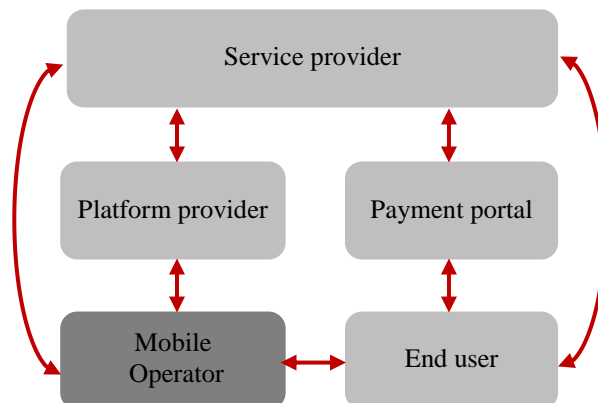 Service provider
Platform provider
Payment portal
Mobile
Operator
End user